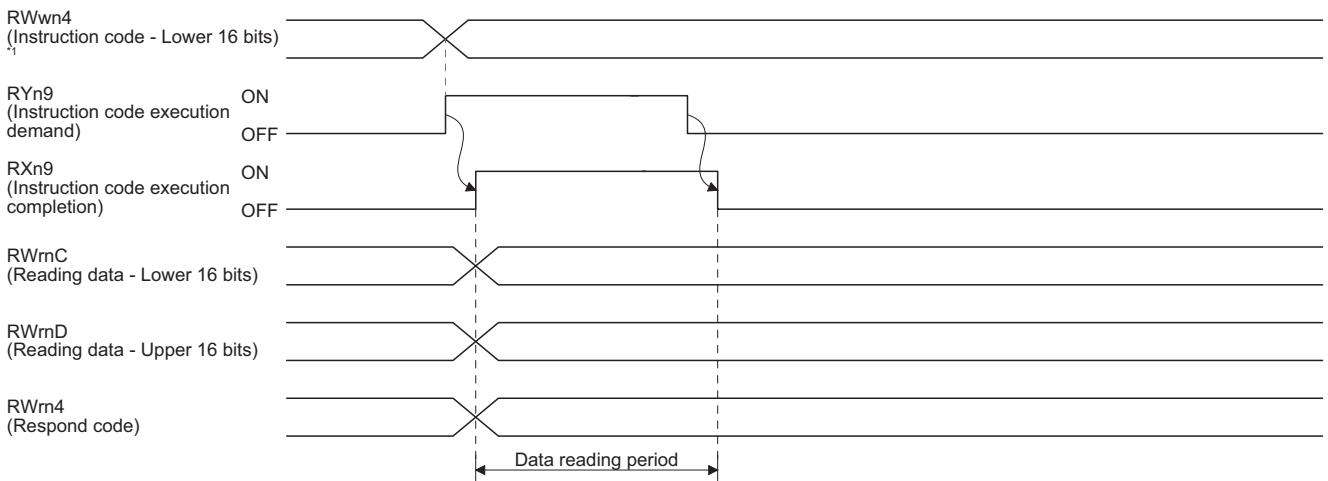 RWwn4
(Instruction code - Lower 16 bits)
*1
RYn9
(Instruction code execution
demand)
ON
OFF
RXn9
(Instruction code execution
completion)
ON
OFF
RWrnC
(Reading data - Lower 16 bits)
RWrnD
(Reading data - Upper 16 bits)
RWrn4
(Respond code)
Data reading period